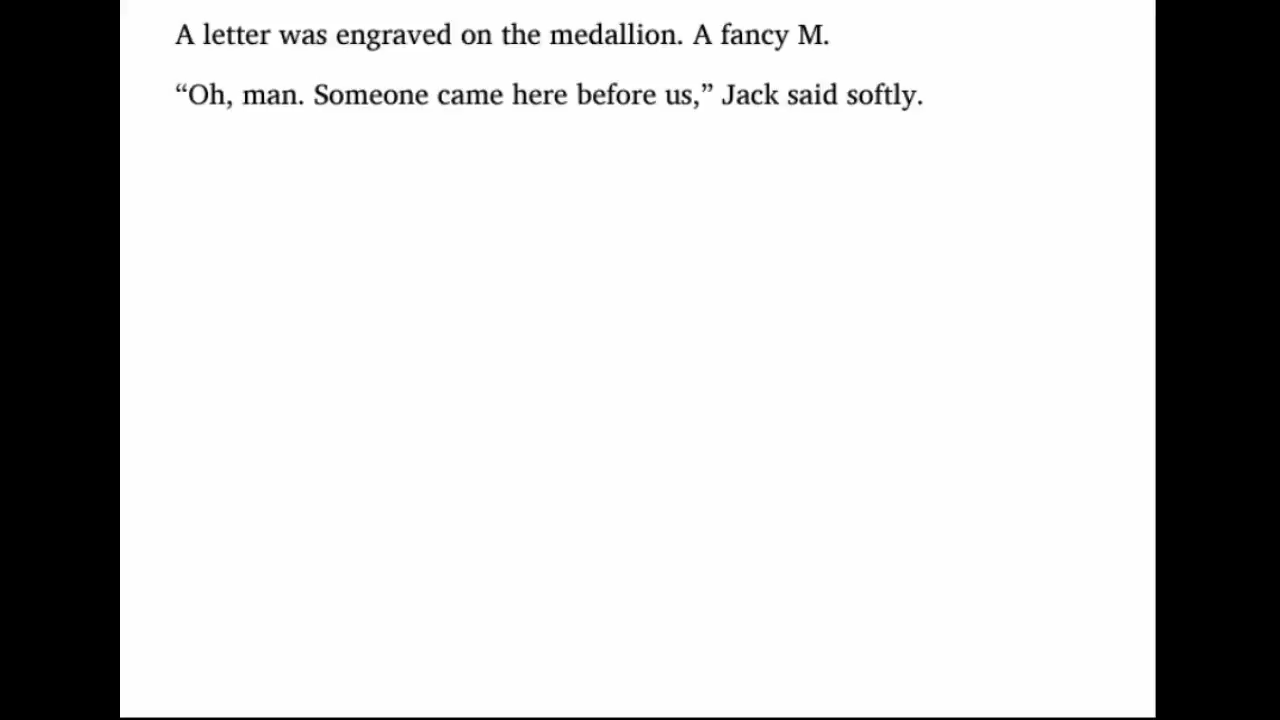 A letter was engraved on the medallion. A fancy M.
“Oh, man. Someone came here before us,” Jack said softly.